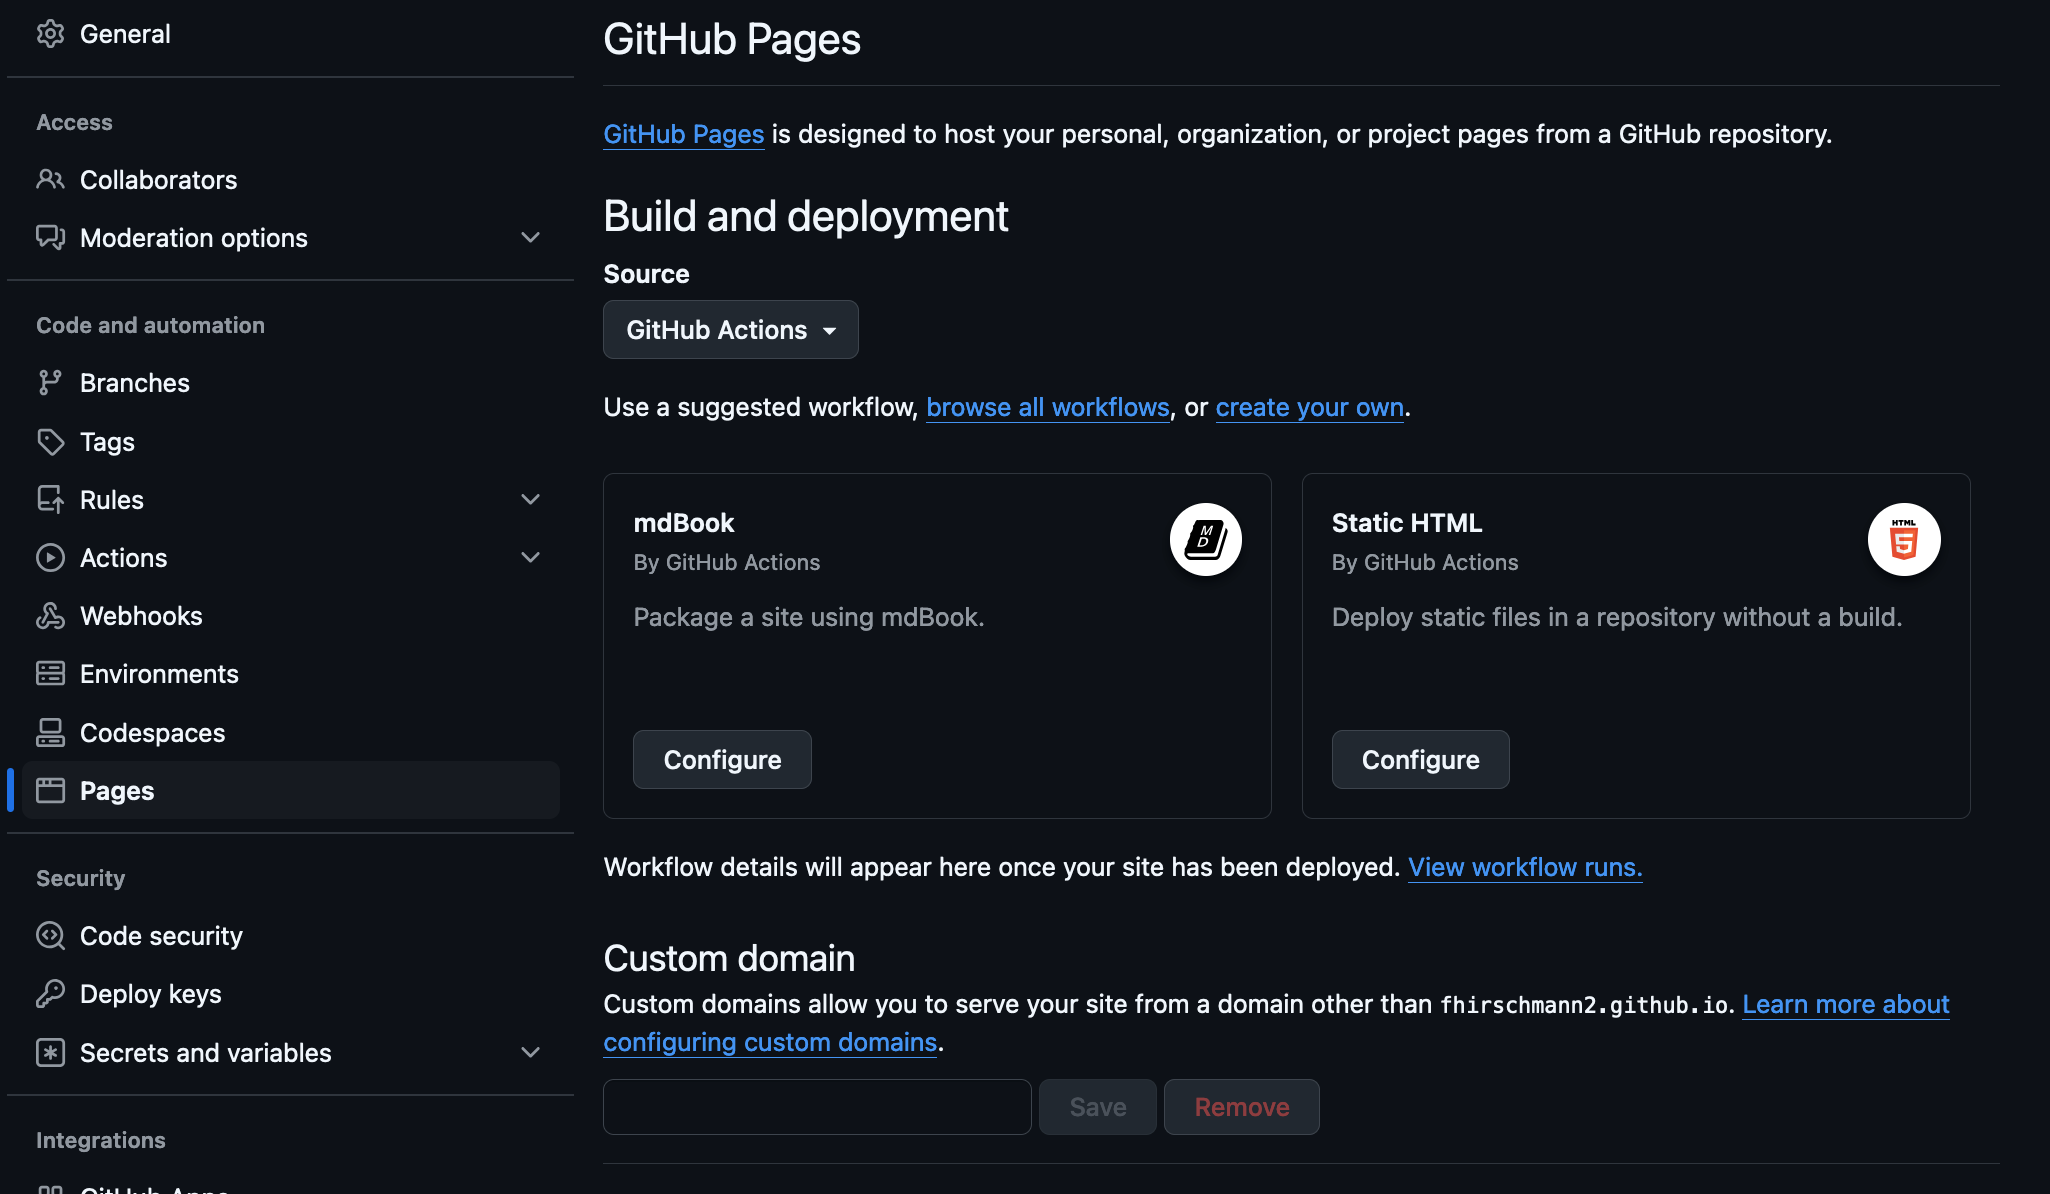 General
Access
Collaborators
Moderation options
Code and automation
Branches
Tags
Rules
Actions
Webhooks
Environments
Codespaces
Pages
Security
Code security
Deploy keys
Secrets and variables
Integrations
GitHub Apps
GitHub Pages
GitHub Pages is designed to host your personal, organization, or project pages from a GitHub repository.
Build and deployment
Source
GitHub Actions
Use a suggested workflow, browse all workflows, or create your own.
mdBook
By GitHub Actions
Package a site using mdBook.
Configure
MD
Static HTML
By GitHub Actions
Deploy static files in a repository without a build.
Configure
HTML
5
Workflow details will appear here once your site has been deployed. View workflow runs.
Custom domain
Custom domains allow you to serve your site from a domain other than fhirschmann2.github.io. Learn more about
configuring custom domains.
Save
Remove